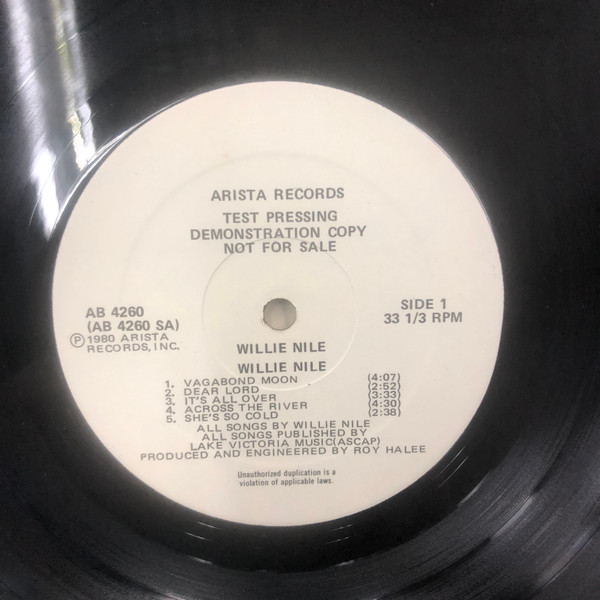 ARISTA RECORDS
TEST PRESSING
DEMONSTRATION COPY
NOT FOR SALE
AB 4260
(AB 4260 SA)
Ⓟ1980 ARISTA
RECORDS, INC.
SIDE 1
33 1/3 RPM
WILLIE NILE
WILLIE NILE
1. VAGABOND MOON (4:07)
2. DEAR LORD (2:52)
3. IT'S ALL OVER (3:33)
4. ACROSS THE RIVER (4:30)
5. SHE'S SO COLD (2:38)
ALL SONGS BY WILLIE NILE
ALL SONGS PUBLISHED BY
LAKE VICTORIA MUSIC(ASCAP)
PRODUCED AND ENGINEERED BY ROY HALEE
Unauthorized duplication is a
violation of applicable laws.